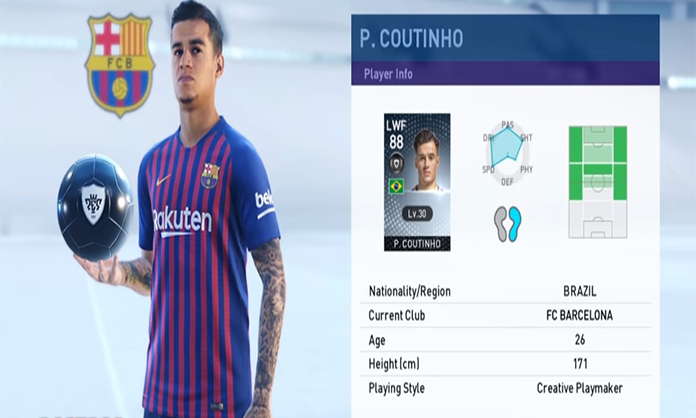 P. COUTINHO
Player Info
FCB
LWF
88
Lv.30
P. COUTINHO
PAS
SHT
PHY
DEF
SPD
DRI
Rakuten
beko
Nationality/Region BRAZIL
Current Club FC BARCELONA
Age 26
Height (cm) 171
Playing Style Creative Playmaker